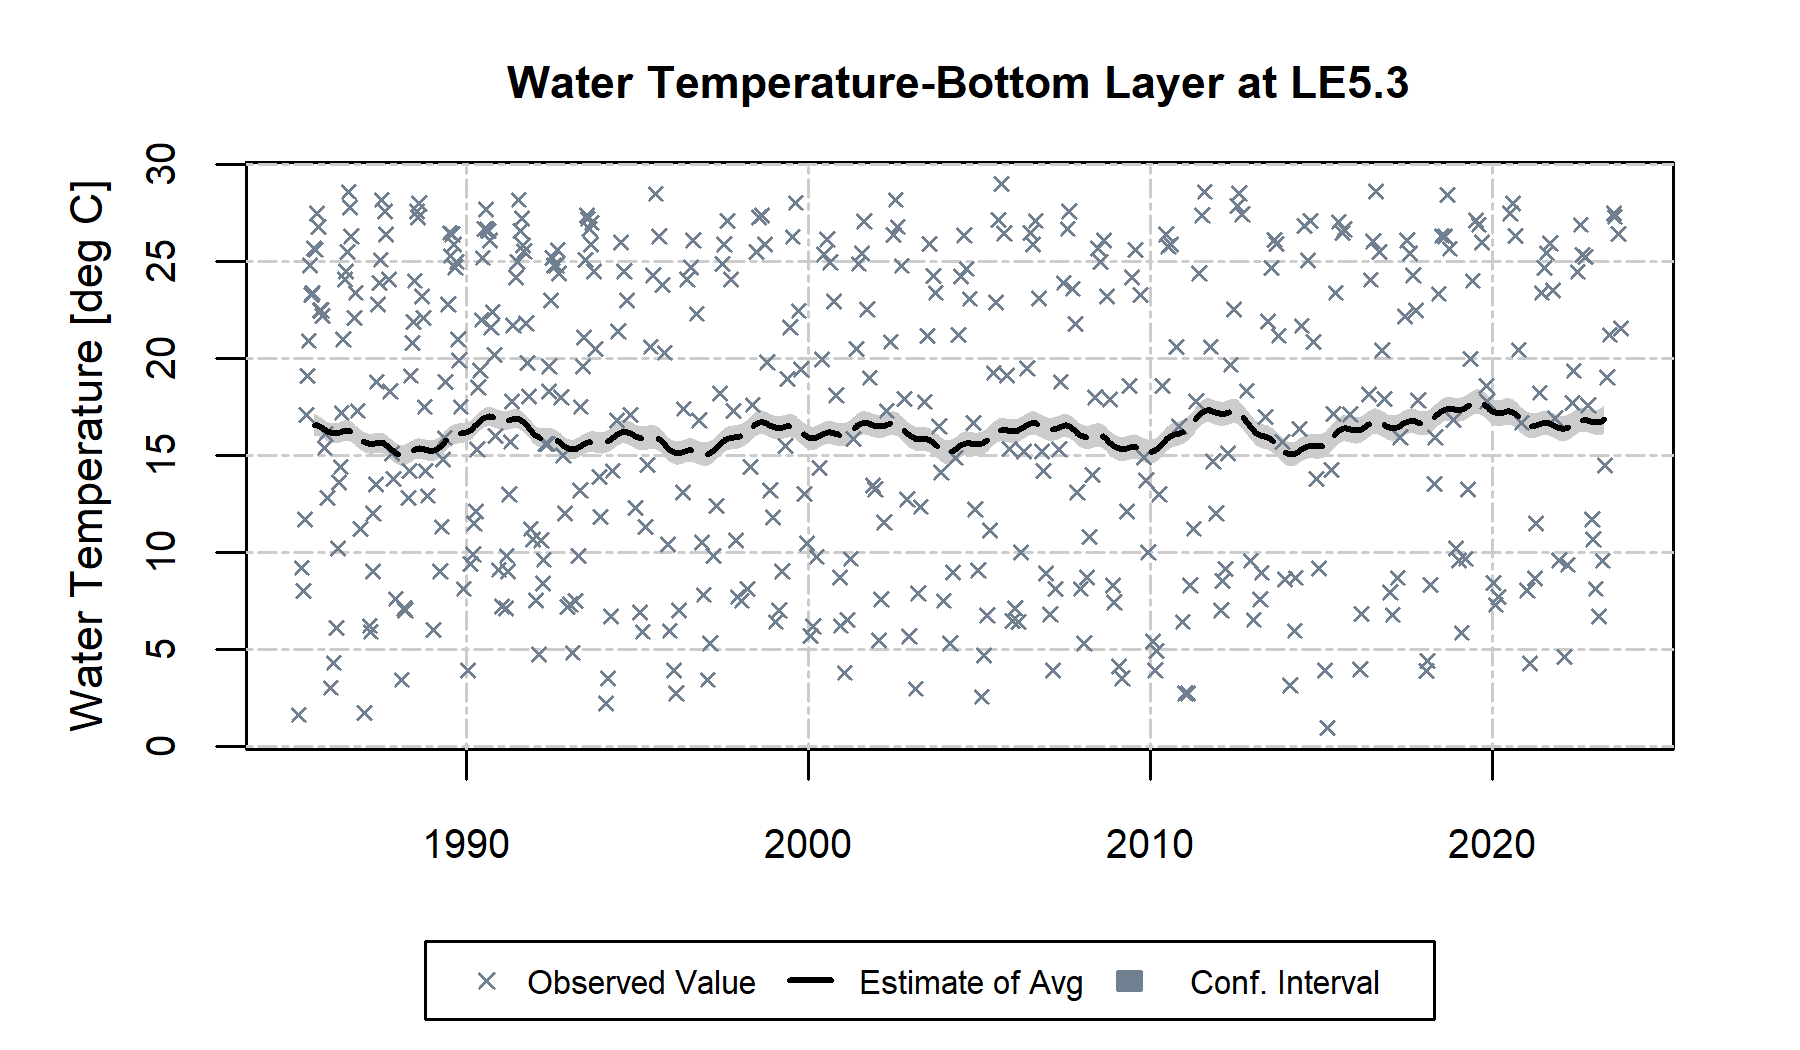 Water Temperature-Bottom Layer at LE5.3
Water Temperature [deg C]
30
25
20
15
10
5
0
1990 2000 2010 2020
Observed Value Estimate of Avg Conf. Interval